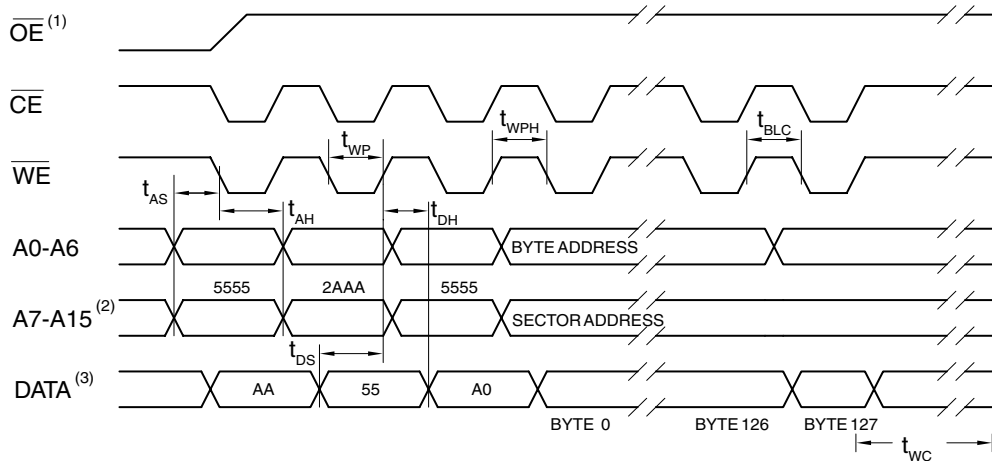 OE (1)
CE
tWPH
tBLC
tWP
WE
tAS
tAH
tDH
A0-A6
BYTE ADDRESS
5555 2AAA 5555
A7-A15 (2)
SECTOR ADDRESS
tDS
DATA (3)
AA 55 A0
BYTE 0 BYTE 126 BYTE 127
tWC